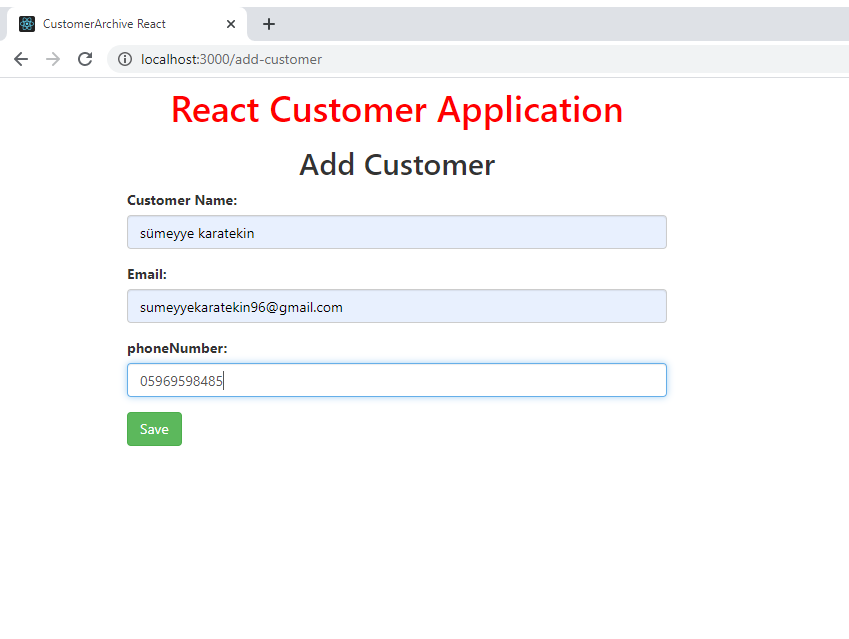 CustomerArchive React
localhost:3000/add-customer
React Customer Application
Add Customer
Customer Name:
sümeyye karatekin
Email:
sumeyyekaratekin96@gmail.com
phoneNumber:
05969598485
Save